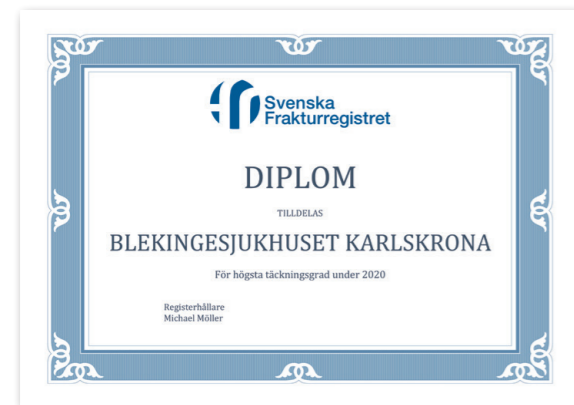 Svenska
Frakturregistret
DIPLOM
TILLDELAS
BLEKINGESJUKHUSET KARLSKRONA
För högsta täckningsgrad under 2020
Registerhållare
Michael Möller